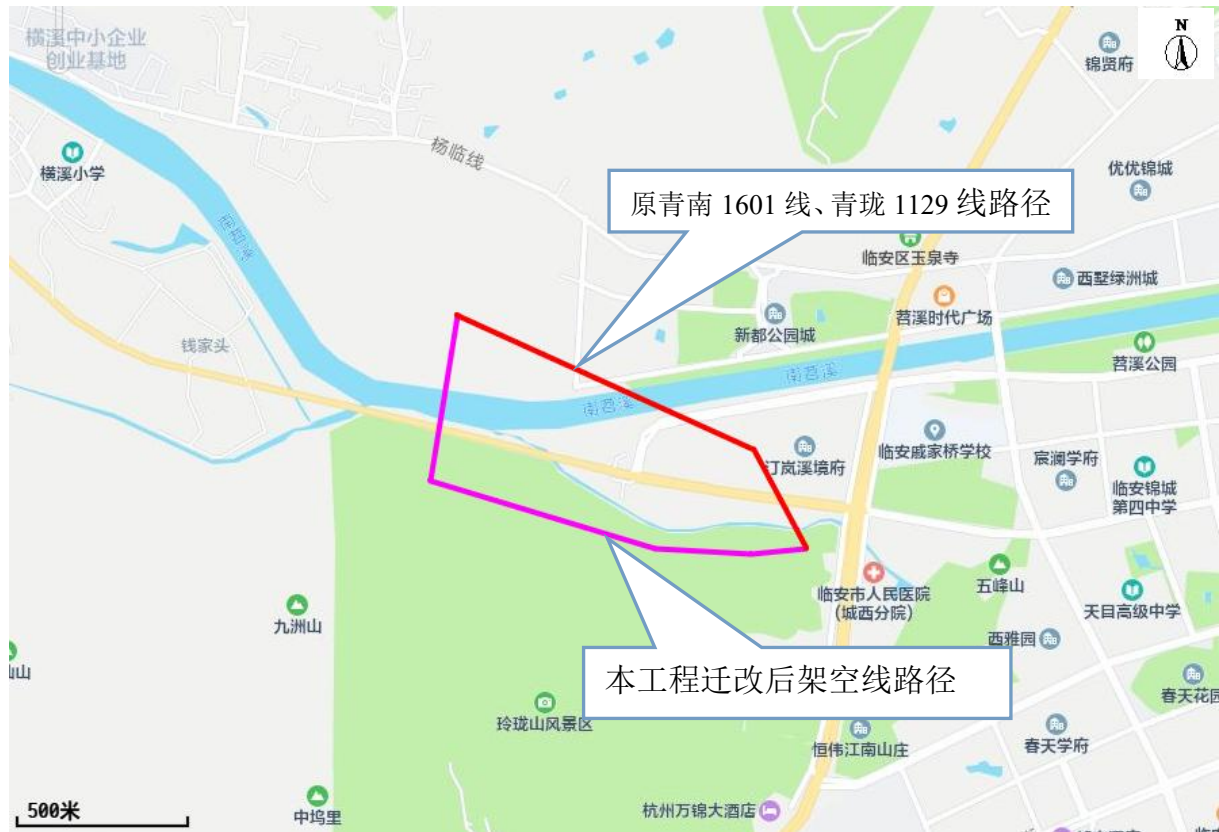 横溪中小企业
创业基地
N
锦贤府
横溪小学
杨临线
优优锦城
原青南 1601 线、青珑 1129 线路径
临安区玉泉寺
西墅绿洲城
苕溪时代广场
新都公园城
钱家头
苕溪公园
南苕溪
南苕溪
汀岚溪境府
临安戚家桥学校
宸澜学府
临安锦城
第四中学
临安市人民医院
(城西分院)
五峰山
天目高级中学
九洲山
西雅园
本工程迁改后架空线路径
春天花园
玲珑山风景区
恒伟江南山庄
春天学府
500米
中坞里
杭州万锦大酒店